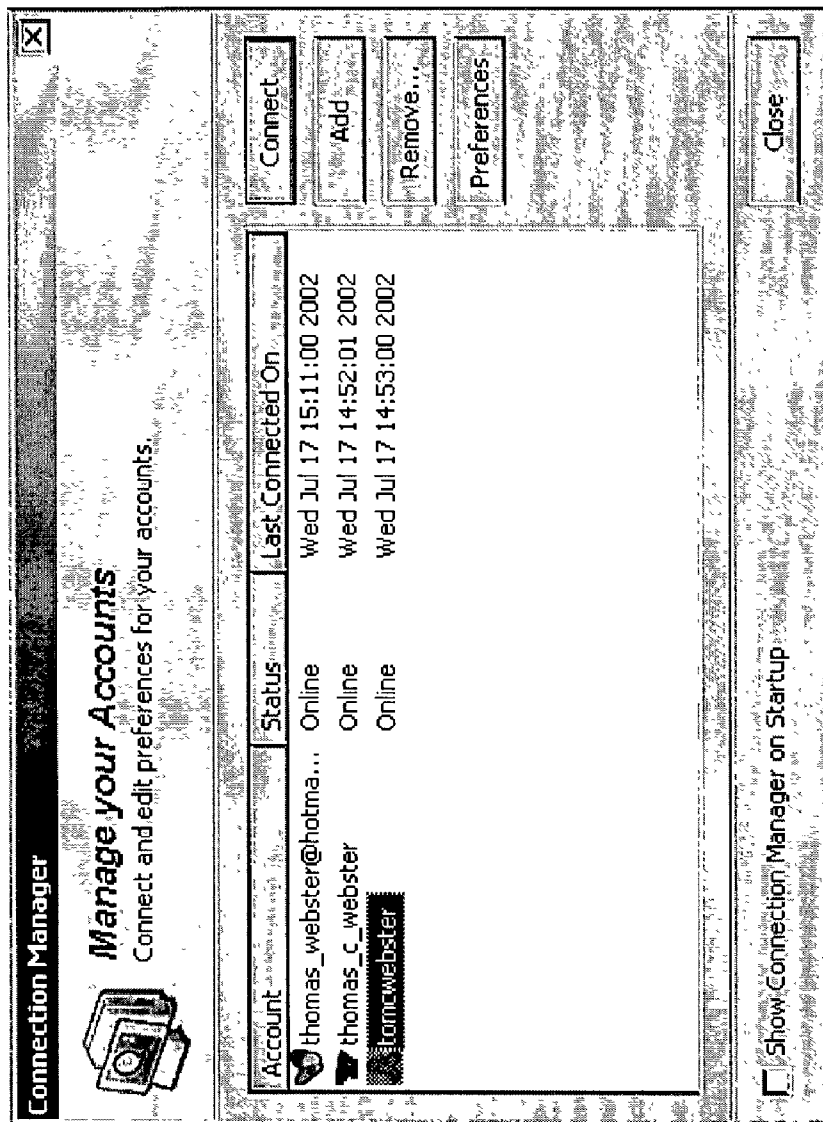 Connection Manager
Manage your Accounts
Connect and edit preferences for your accounts.
Account Status Last Connected On
thomas_webster@hotma... Online Wed Jul 17 15:11:00 2002
thomas_c_webster Online Wed Jul 17 14:52:01 2002
tomcwebster Online Wed Jul 17 14:53:00 2002
Connect
Add
Remove...
Preferences
Show Connection Manager on Startup
Close